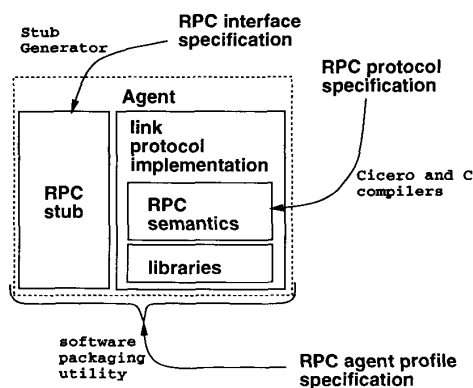 Stub
Generator
RPC interface
specification
RPC protocol
specification
Agent
link
protocol
implementation
RPC
stub
RPC
semantics
libraries
Cicero and C
compilers
software
packaging
utility
RPC agent profile
specification